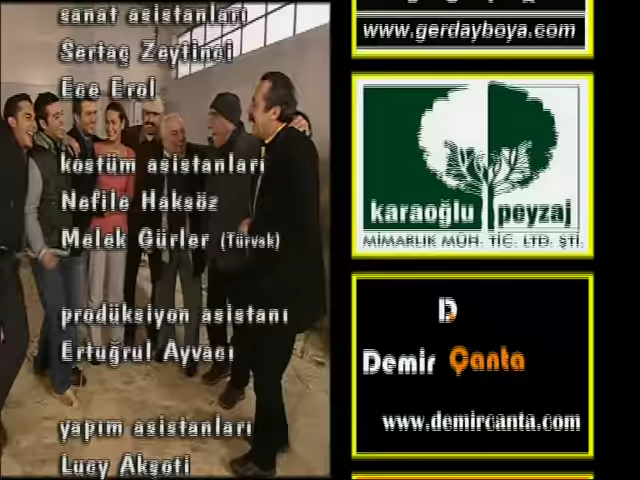 sanat asistanları
Sertaç Zeytinci
Ece Erol
kostüm asistanları
Nefile Haksöz
Melek Gürler (Türvak)
prodüksiyon asistanı
Ertuğrul Ayvacı
yapım asistanları
Lucy Akşoti
www.gerdayboya.com
karaoğlu peyzaj
MİMARLIK MÜH. TİC. LTD. ŞTİ.
D
Demir Çanta
www.demircanta.com